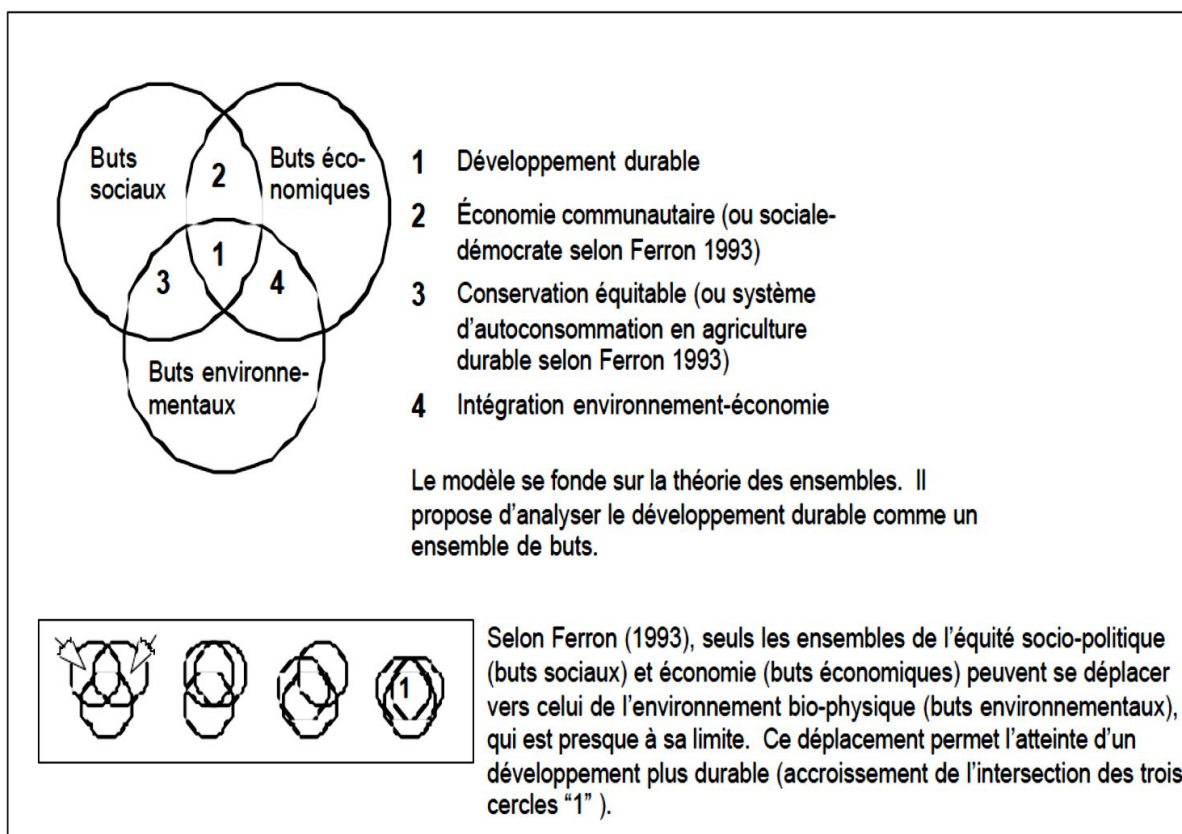 Buts
sociaux
Buts éco-
nomiques
2
1
3
4
Buts environne-
mentaux
1 Développement durable
2 Économie communautaire (ou sociale-
démocrate selon Ferron 1993)
3 Conservation équitable (ou système
d’autoconsommation en agriculture
durable selon Ferron 1993)
4 Intégration environnement-économie
Le modèle se fonde sur la théorie des ensembles. Il
propose d’analyser le développement durable comme un
ensemble de buts.
1
Selon Ferron (1993), seuls les ensembles de l’équité socio-politique
(buts sociaux) et économie (buts économiques) peuvent se déplacer
vers celui de l’environnement bio-physique (buts environnementaux),
qui est presque à sa limite. Ce déplacement permet l’atteinte d’un
développement plus durable (accroissement de l’intersection des trois
cercles “1” ).